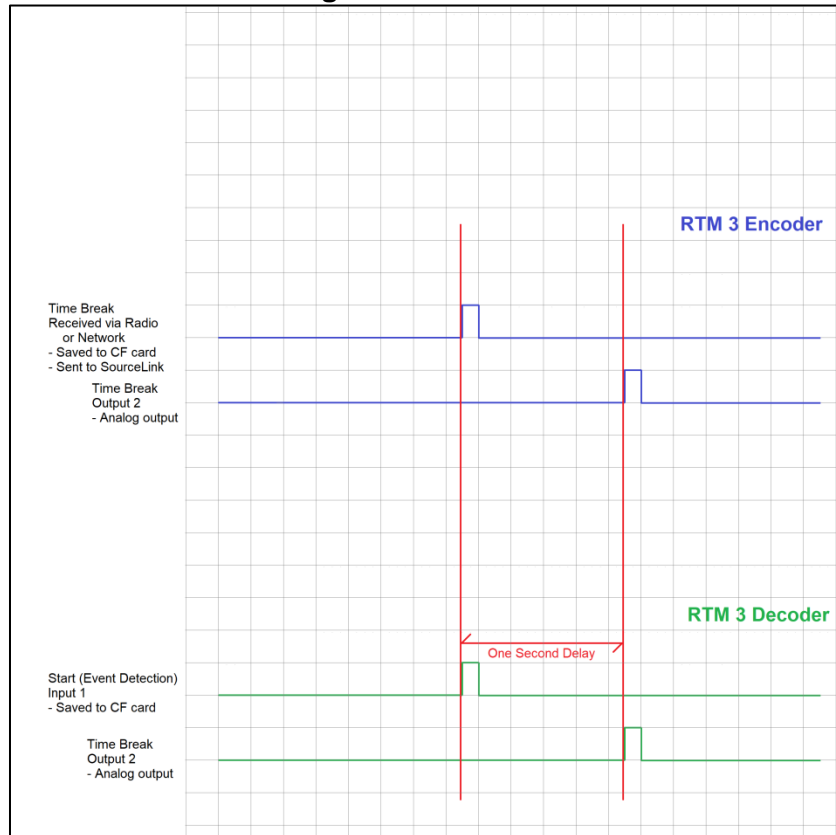 RTM 3 Encoder
Time Break
Received via Radio
or Network
- Saved to CF card
- Sent to SourceLink
Time Break
Output 2
- Analog output
RTM 3 Decoder
One Second Delay
Start (Event Detection)
Input 1
- Saved to CF card
Time Break
Output 2
- Analog output